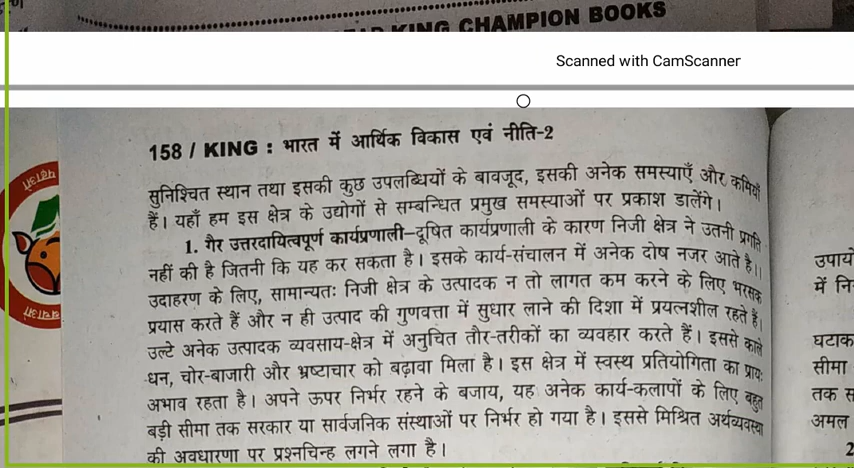 KING CHAMPION BOOKS
Scanned with CamScanner
158 / KING : भारत में आर्थिक विकास एवं नीति-2
सुनिश्चित स्थान तथा इसकी कुछ उपलब्धियों के बावजूद, इसकी अनेक समस्याएँ और कमियाँ
हैं। यहाँ हम इस क्षेत्र के उद्योगों से सम्बन्धित प्रमुख समस्याओं पर प्रकाश डालेंगे।
1. गैर उत्तरदायित्वपूर्ण कार्यप्रणाली—दूषित कार्यप्रणाली के कारण निजी क्षेत्र ने उतनी प्रगति
नहीं की है जितनी कि यह कर सकता है। इसके कार्य-संचालन में अनेक दोष नजर आते है।
उदाहरण के लिए, सामान्यतः निजी क्षेत्र के उत्पादक न तो लागत कम करने के लिए भरसक
प्रयास करते हैं और न ही उत्पाद की गुणवत्ता में सुधार लाने की दिशा में प्रयत्नशील रहते हैं,
उल्टे अनेक उत्पादक व्यवसाय-क्षेत्र में अनुचित तौर-तरीकों का व्यवहार करते हैं। इससे काले
धन, चोर-बाजारी और भ्रष्टाचार को बढ़ावा मिला है। इस क्षेत्र में स्वस्थ प्रतियोगिता का प्रायः
अभाव रहता है। अपने ऊपर निर्भर रहने के बजाय, यह अनेक कार्य-कलापों के लिए बहुत
बड़ी सीमा तक सरकार या सार्वजनिक संस्थाओं पर निर्भर हो गया है। इससे मिश्रित अर्थव्यवस्था
की अवधारणा पर प्रश्नचिन्ह लगने लगा है।
उपायो
में नि
घटाक
सीमा
तक स
अमल
2